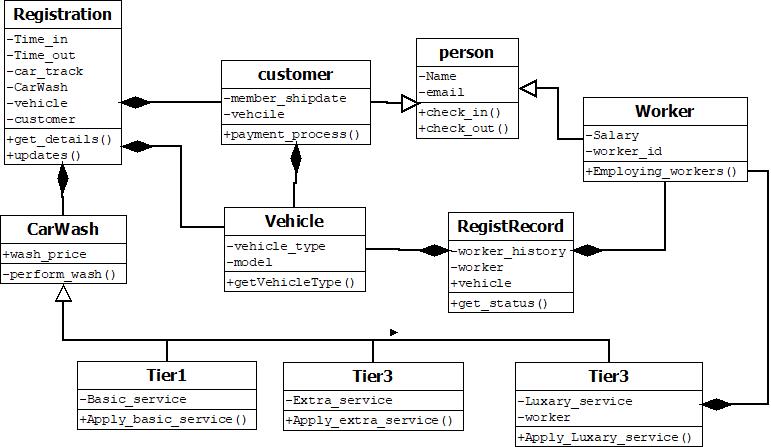 Registration
-Time_in
-Time_out
-car_track
-CarWash
-vehicle
-customer
+get_details()
+updates()
customer
-member_shipdate
-vehcile
+payment_process()
person
-Name
-email
+check_in()
+check_out()
Worker
-Salary
-worker_id
+Employing_workers()
CarWash
+wash_price
-perform_wash()
Vehicle
-vehicle_type
-model
+getVehicleType()
RegistRecord
-worker_history
-worker
+vehicle
+get_status()
Tier1
-Basic_service
+Apply_basic_service()
Tier3
-Extra_service
+Apply_extra_service()
Tier3
-Luxary_service
-worker
+Apply_Luxary_service()